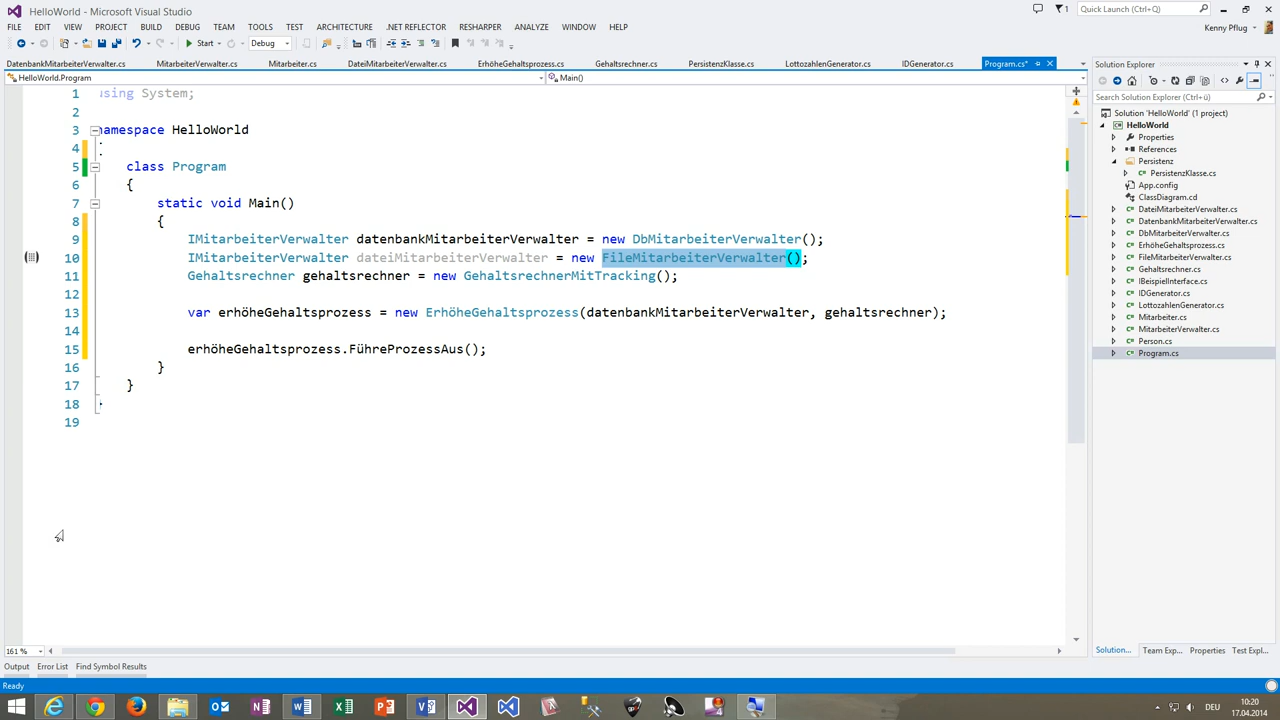 HelloWorld - Microsoft Visual Studio
Quick Launch (Ctrl+Q)
FILE EDIT VIEW PROJECT BUILD DEBUG TEAM TOOLS TEST ARCHITECTURE .NET REFLECTOR RESHARPER ANALYZE WINDOW HELP
Kenny Pflug
Start Debug
DatenbankMitarbeiterVerwalter.cs MitarbeiterVerwalter.cs Mitarbeiter.cs DateiMitarbeiterVerwalter.cs ErhöheGehaltsprozess.cs Gehaltsrechner.cs PersistenzKlasse.cs LottozahlenGenerator.cs IDGenerator.cs Program.cs*
HelloWorld.Program Main()
1 using System;
2
3 namespace HelloWorld
4
5 class Program
6 {
7 static void Main()
8 {
9 IMitarbeiterVerwalter datenbankMitarbeiterVerwalter = new DbMitarbeiterVerwalter();
10 IMitarbeiterVerwalter dateiMitarbeiterVerwalter = new FileMitarbeiterVerwalter();
11 Gehaltsrechner gehaltsrechner = new GehaltsrechnerMitTracking();
12
13 var erhöheGehaltsprozess = new ErhöheGehaltsprozess(datenbankMitarbeiterVerwalter, gehaltsrechner);
14
15 erhöheGehaltsprozess.FühreProzessAus();
16 }
17 }
18
19
161 %
Output Error List Find Symbol Results
Ready
Solution Explorer
Search Solution Explorer (Ctrl+ü)
Solution 'HelloWorld' (1 project)
HelloWorld
Properties
References
Persistenz
PersistenzKlasse.cs
App.config
ClassDiagram.cd
DateiMitarbeiterVerwalter.cs
DatenbankMitarbeiterVerwalter.cs
DbMitarbeiterVerwalter.cs
ErhöheGehaltsprozess.cs
FileMitarbeiterVerwalter.cs
Gehaltsrechner.cs
IBeispielInterface.cs
IDGenerator.cs
LottozahlenGenerator.cs
Mitarbeiter.cs
MitarbeiterVerwalter.cs
Person.cs
Program.cs
Solution... Team Exp... Properties Test Expl...
DEU
10:20
17.04.2014